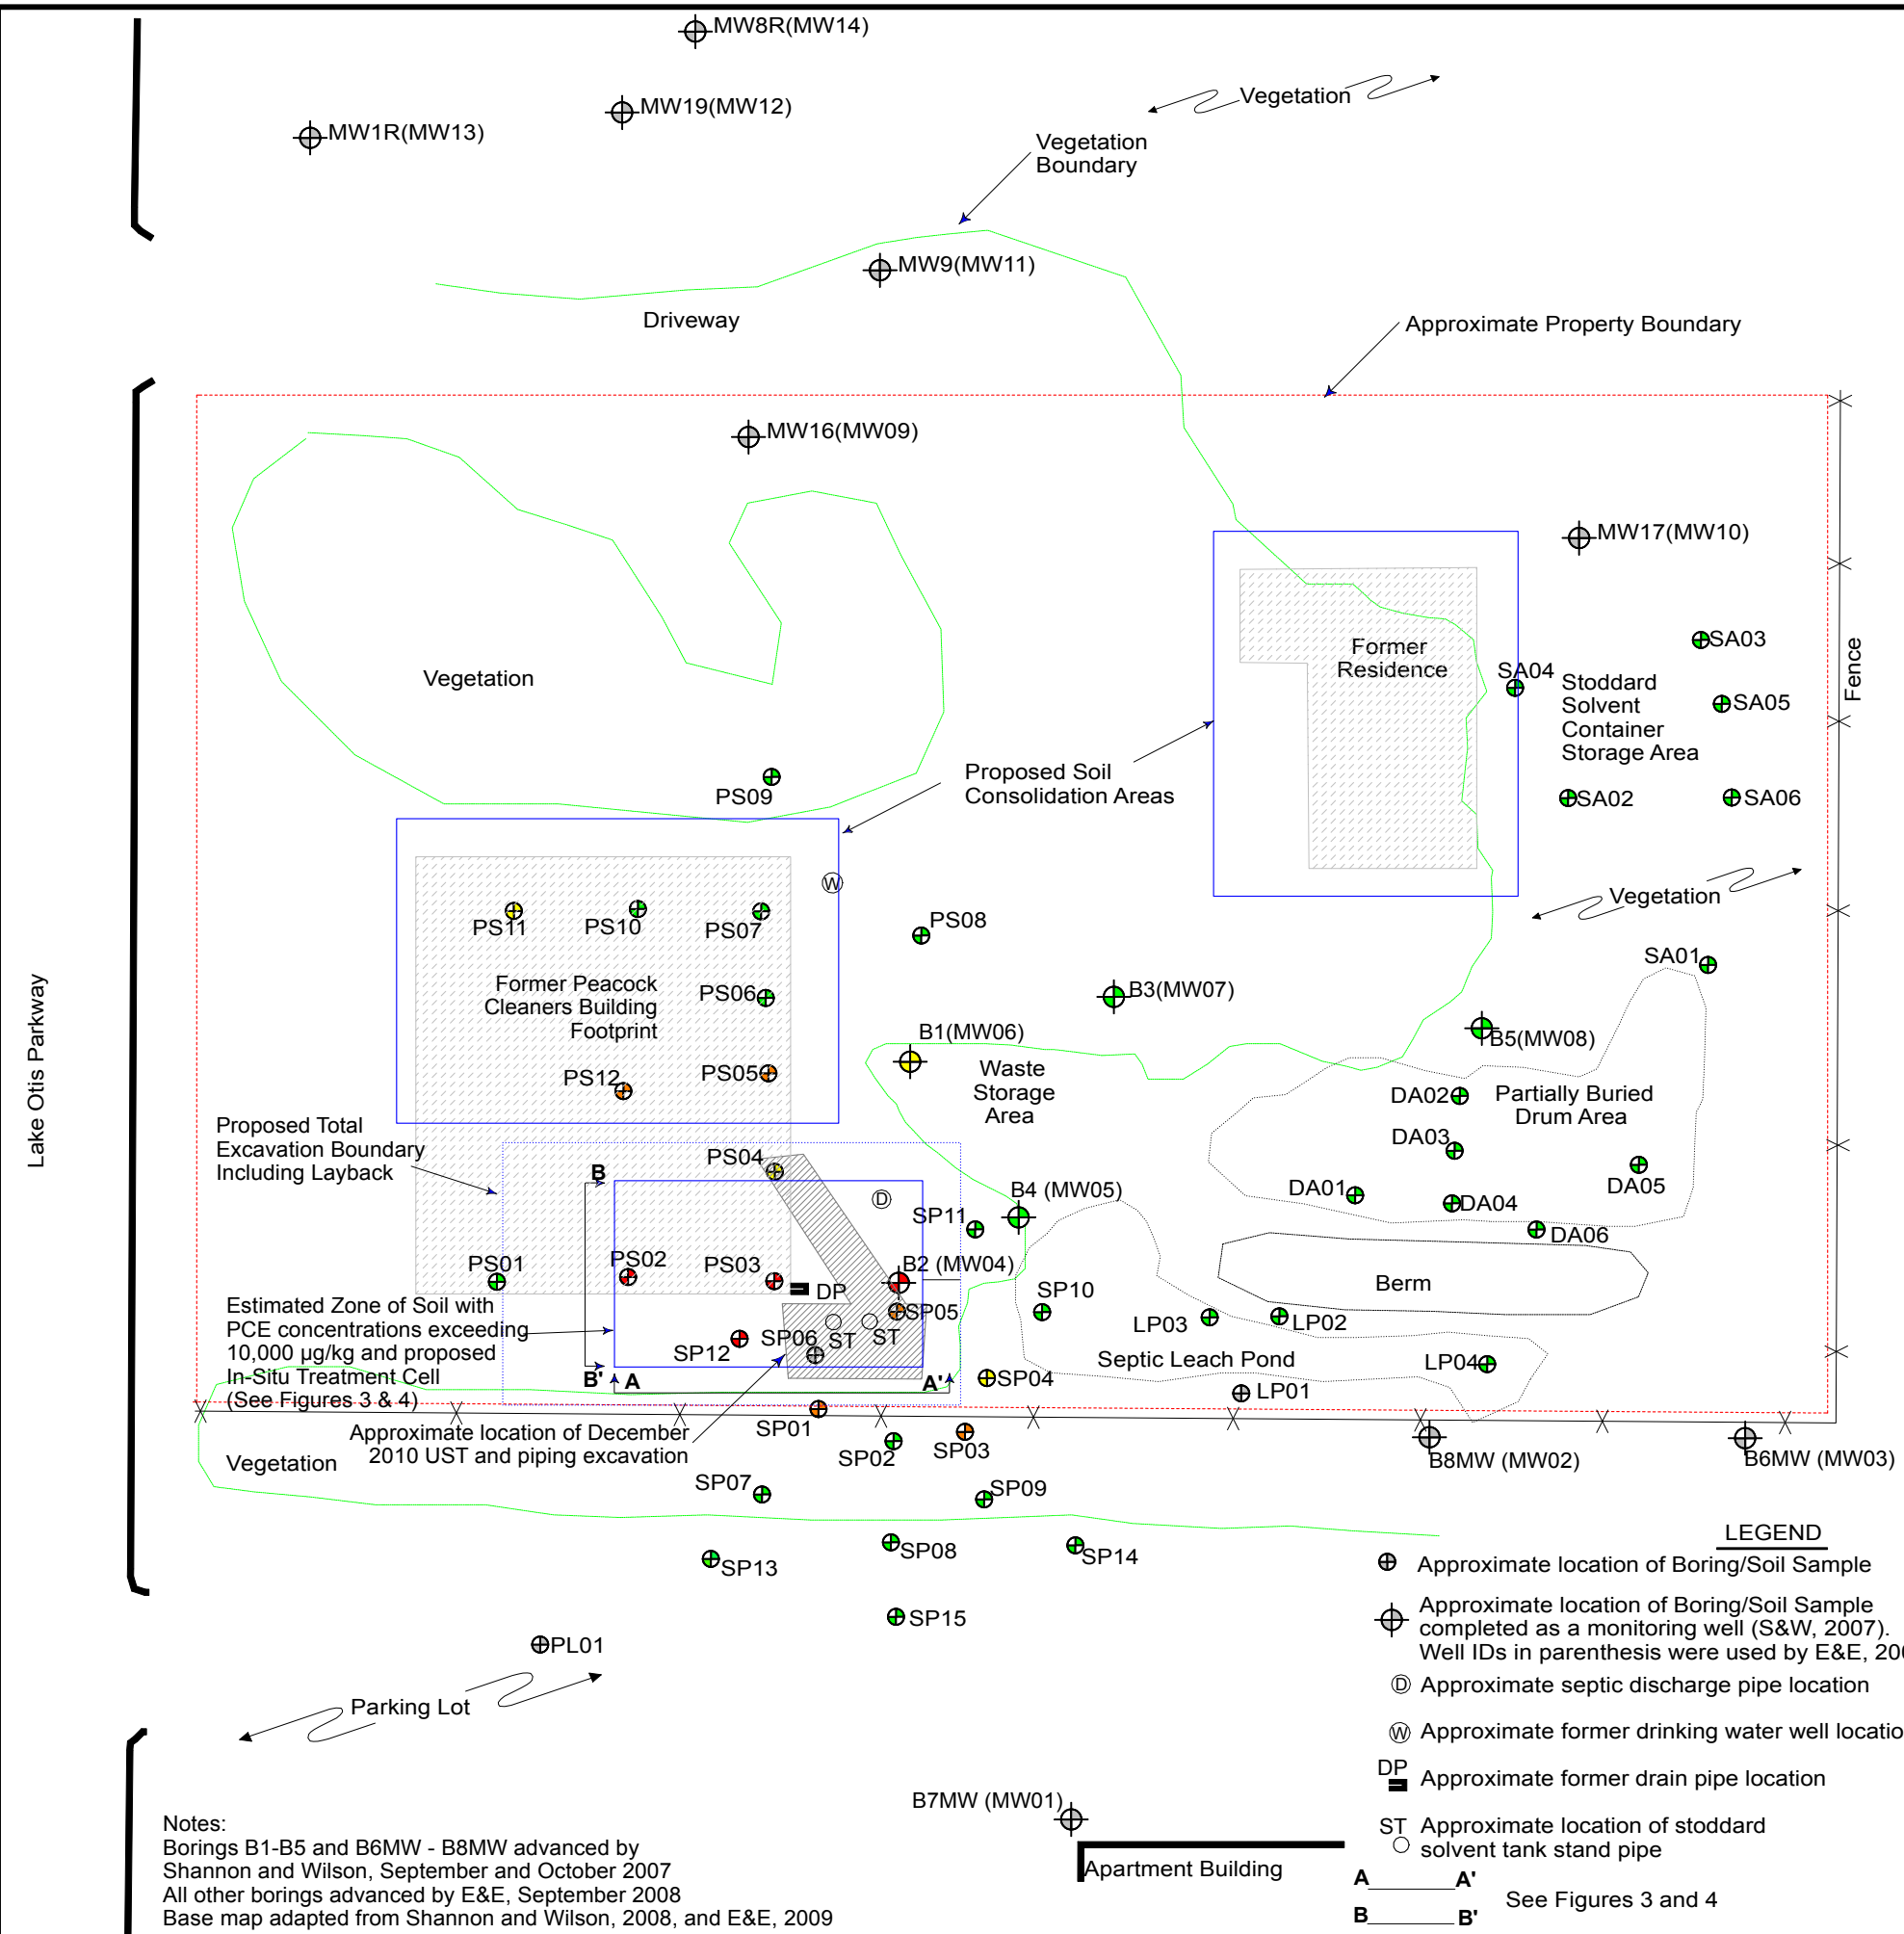 MW8R(MW14)
MW19(MW12)
MW1R(MW13)
Vegetation
Vegetation
Boundary
MW9(MW11)
Driveway
Approximate Property Boundary
MW16(MW09)
MW17(MW10)
Former
Residence
SA03
SA04
Stoddard
Solvent
Container
Storage Area
SA05
Fence
Vegetation
PS09
Proposed Soil
Consolidation Areas
SA02
SA06
W
Vegetation
PS11
PS10
PS07
PS08
SA01
Former Peacock
Cleaners Building
Footprint
PS06
B3(MW07)
B1(MW06)
B5(MW08)
Lake Otis Parkway
PS12
PS05
Waste
Storage
Area
DA02
Partially Buried
Drum Area
Proposed Total
Excavation Boundary
Including Layback
DA03
B
PS04
D
B4 (MW05)
DA01
DA04
DA05
SP11
DA06
PS01
PS02
PS03
B2 (MW04)
Berm
DP
SP05
SP10
LP03
LP02
Estimated Zone of Soil with
PCE concentrations exceeding
10,000 µg/kg and proposed
In-Situ Treatment Cell
(See Figures 3 & 4)
SP12
SP06
ST
ST
Septic Leach Pond
LP04
B'
A
A'
SP04
LP01
SP01
Approximate location of December
2010 UST and piping excavation
SP02
SP03
Vegetation
B8MW (MW02)
B6MW (MW03)
SP07
SP09
SP13
SP08
SP14
SP15
PL01
Parking Lot
B7MW (MW01)
Apartment Building
LEGEND
Approximate location of Boring/Soil Sample
Approximate location of Boring/Soil Sample
completed as a monitoring well (S&W, 2007).
Well IDs in parenthesis were used by E&E,
D Approximate septic discharge pipe location
W Approximate former drinking water well
DP
Approximate former drain pipe location
ST Approximate location of stoddard
solvent tank stand pipe
A A'
B B'
See Figures 3 and 4
Notes:
Borings B1-B5 and B6MW - B8MW advanced by
Shannon and Wilson, September and October 2007
All other borings advanced by E&E, September 2008
Base map adapted from Shannon and Wilson, 2008, and E&E, 2009